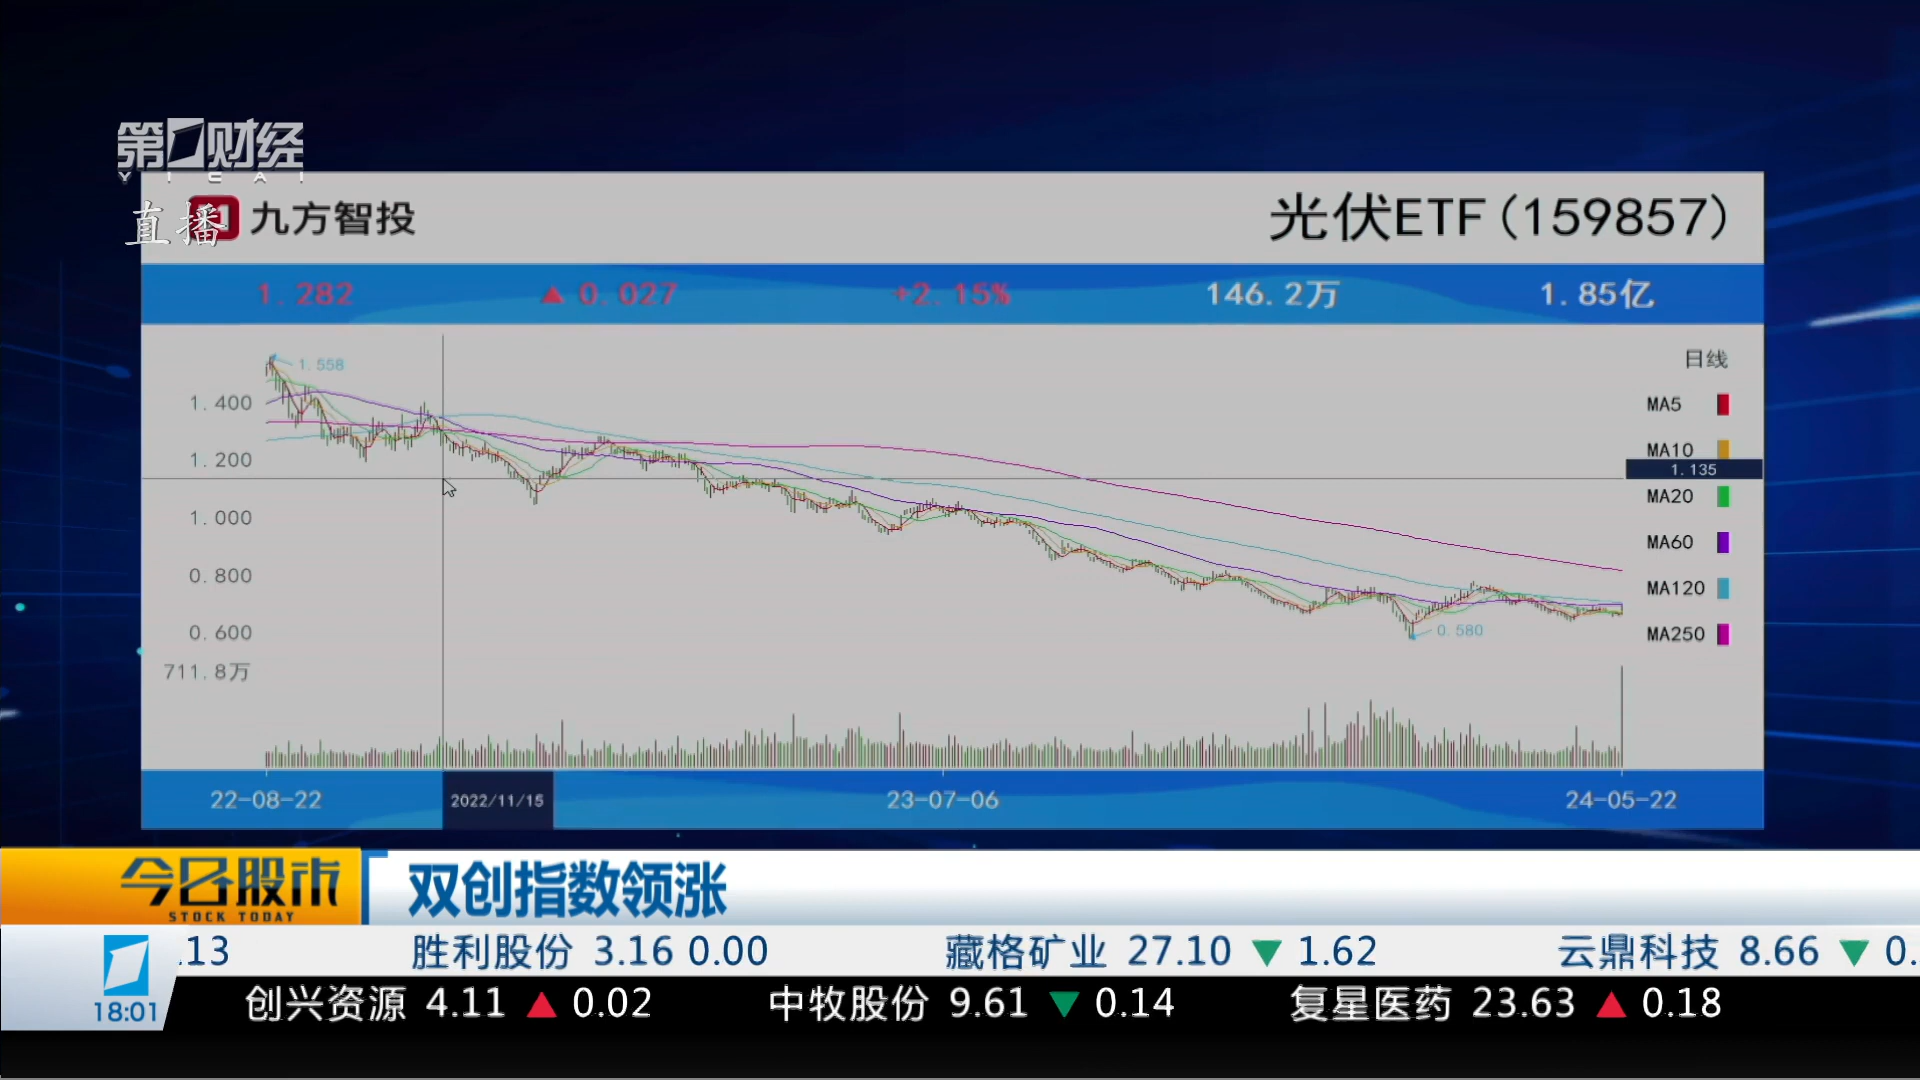 第1财经
YICAI
直播
九方智投
光伏ETF(159857)
1.282 ▲ 0.027 +2.15% 146.2万 1.85亿
日线
1.558
1.400
1.200
1.000
0.800
0.600
711.8万
0.580
MA5
MA10
1.135
MA20
MA60
MA120
MA250
22-08-22 2022/11/15 23-07-06 24-05-22
今日股市
STOCK TODAY
双创指数领涨
.13 胜利股份 3.16 0.00 藏格矿业 27.10 ▼ 1.62 云鼎科技 8.66 ▼ 0.
18:01
创兴资源 4.11 ▲ 0.02 中牧股份 9.61 ▼ 0.14 复星医药 23.63 ▲ 0.18